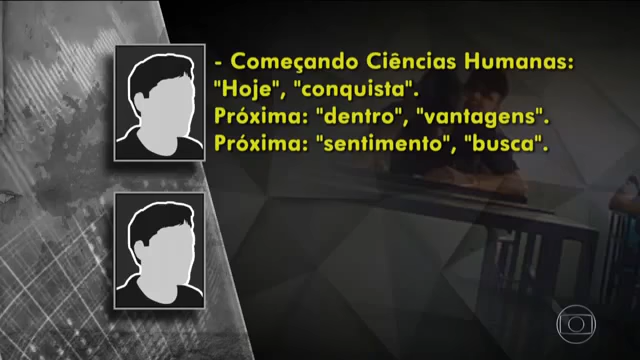 - Começando Ciências Humanas:
"Hoje", "conquista".
Próxima: "dentro", "vantagens".
Próxima: "sentimento", "busca".